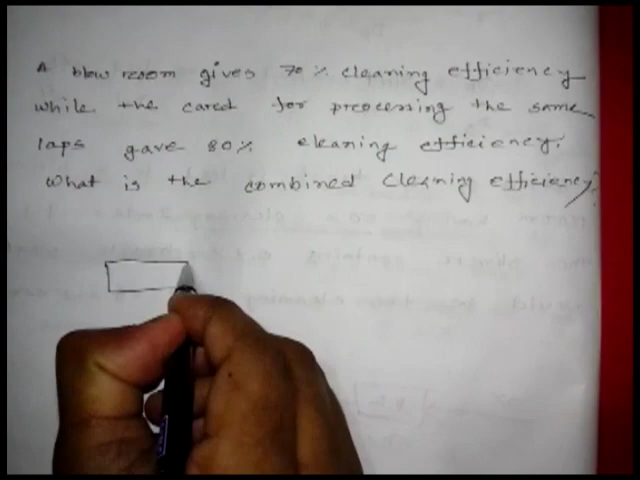 A blow room gives 70% cleaning efficiency
while the card for processing the same
laps gave 80% cleaning efficiency.
What is the combined cleaning efficiency?